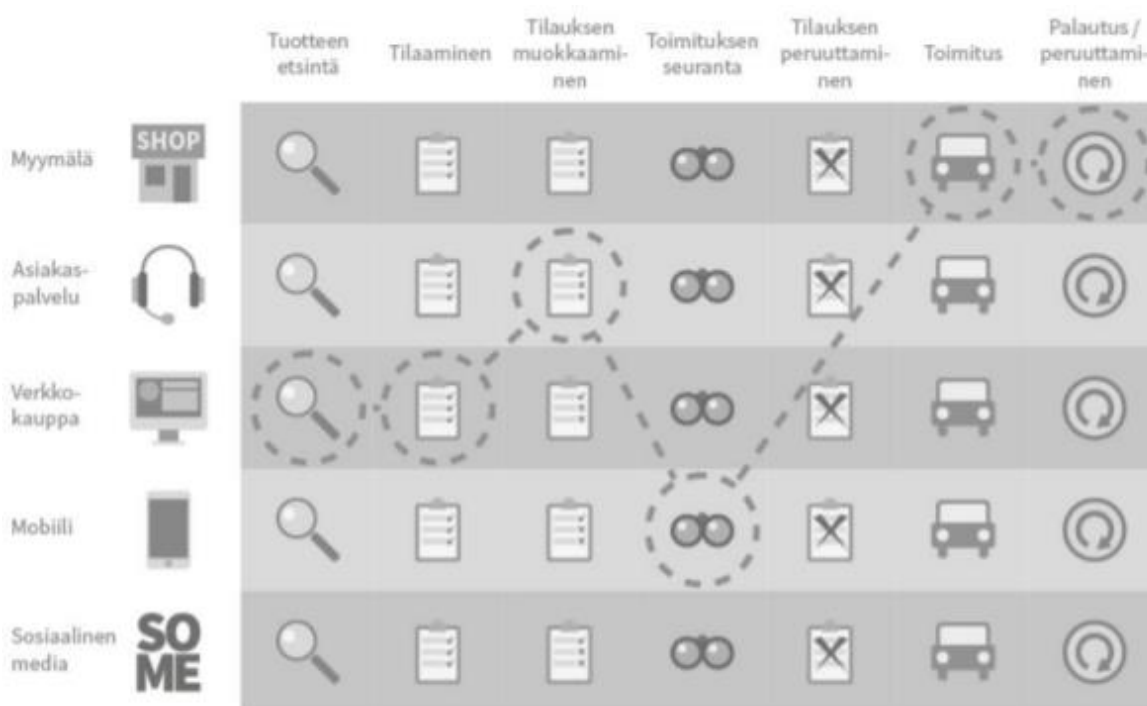 Tuotteen
etsintä
Tilaaminen
Tilauksen
muokkaami-
nen
Toimituksen
seuranta
Tilauksen
peruuttami-
nen
Toimitus
Palautus /
peruuttami-
nen
Myymälä
SHOP
Asiakas-
palvelu
Verkko-
kauppa
Mobiili
Sosiaalinen
media
SO
ME